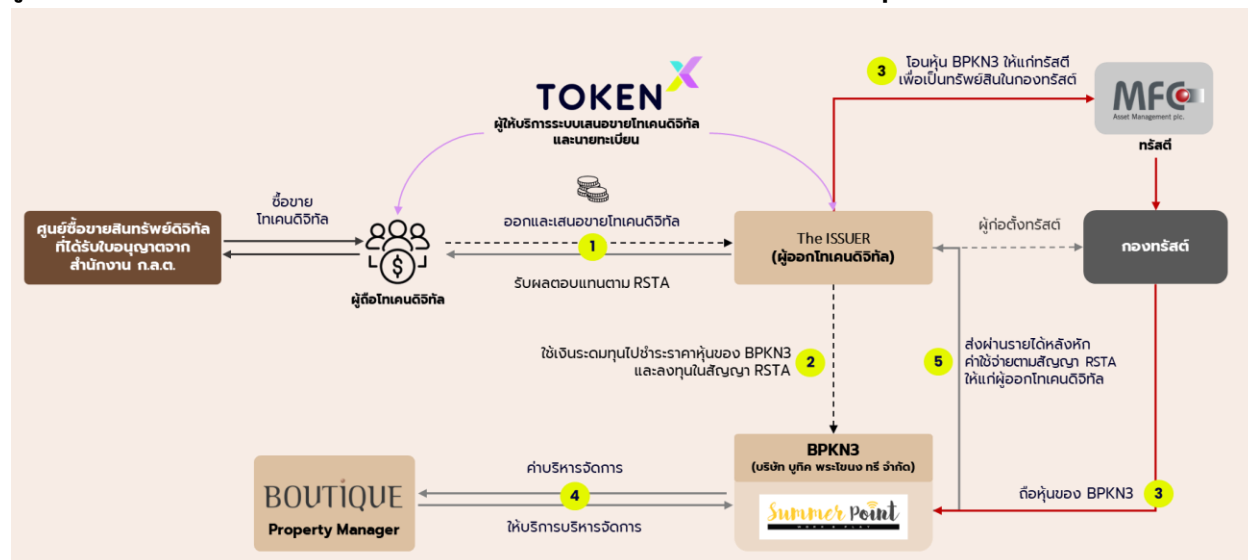 TOKEN X
ผู้ให้บริการระบบเสนอขายโทเคนดิจิทัล
และนายทะเบียน
3
โอนหุ้น BPKN3 ให้แก่ทรัสตี
เพื่อเป็นทรัพย์สินในกองทรัสต์
MFC
Asset Management plc.
ทรัสตี
ศูนย์ซื้อขายสินทรัพย์ดิจิทัล
ที่ได้รับใบอนุญาตจาก
สำนักงาน ก.ล.ต.
ซื้อขาย
โทเคนดิจิทัล
ผู้ถือโทเคนดิจิทัล
ออกและเสนอขายโทเคนดิจิทัล
1
รับผลตอบแทนตาม RSTA
The ISSUER
(ผู้ออกโทเคนดิจิทัล)
ผู้ก่อตั้งทรัสต์
กองทรัสต์
ใช้เงินระดมทุนไปชำระราคาหุ้นของ BPKN3
และลงทุนในสัญญา RSTA
2
5
ส่งผ่านรายได้หลังหัก
ค่าใช้จ่ายตามสัญญา RSTA
ให้แก่ผู้ออกโทเคนดิจิทัล
BOUTIQUE
Property Manager
ค่าบริหารจัดการ
4
ให้บริการบริหารจัดการ
BPKN3
(บริษัท บูทิค พระโขนง ทรี จำกัด)
Summer Point
ถือหุ้นของ BPKN3
3